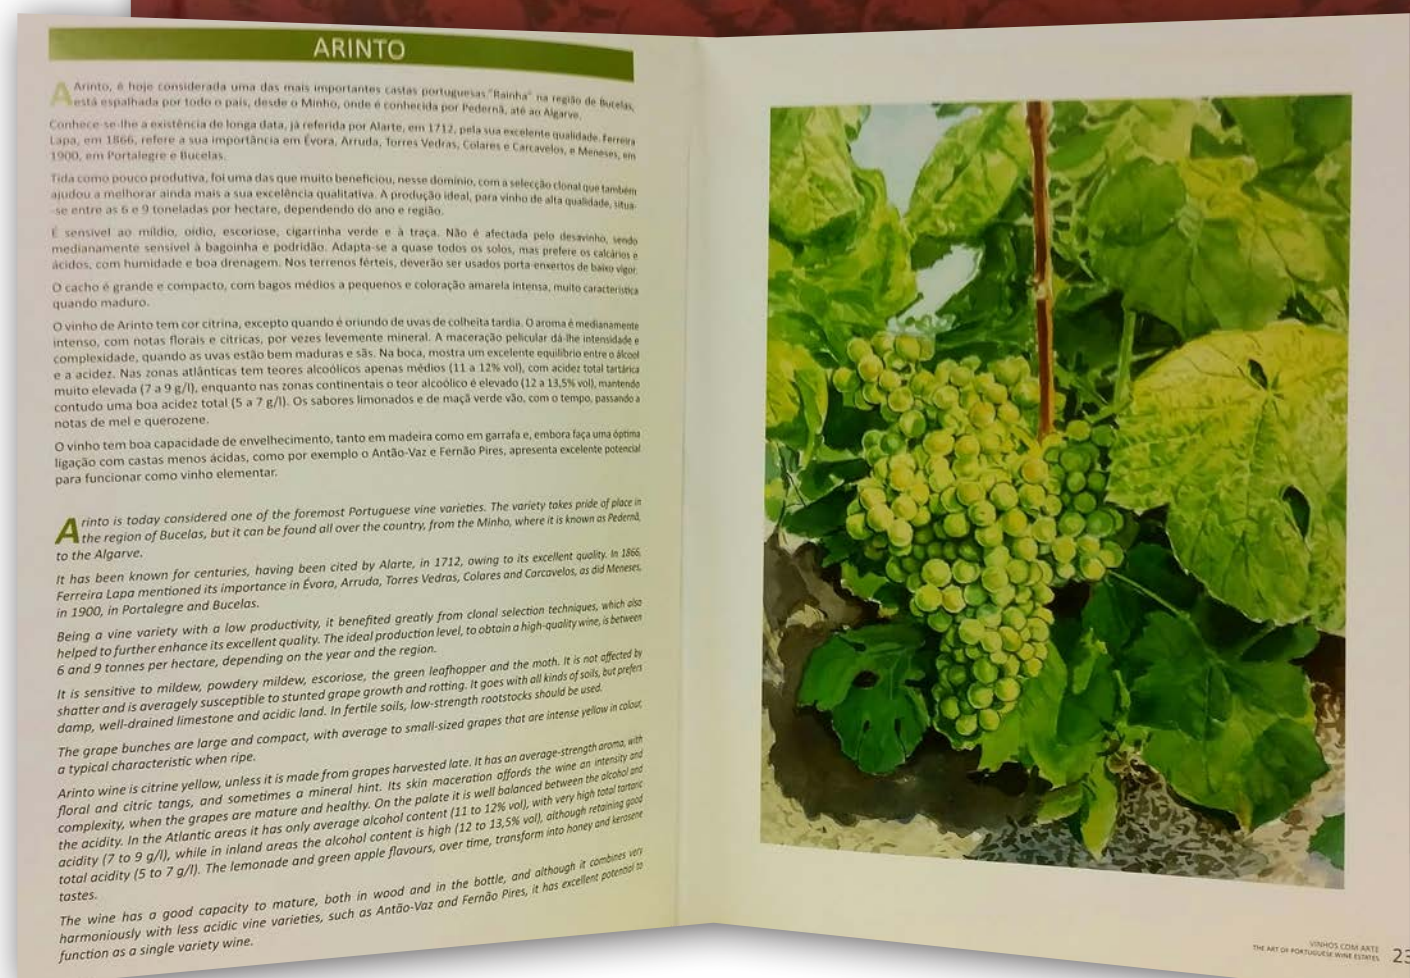 ARINTO
A Arinto, é hoje considerada uma das mais importantes castas portuguesas. "Rainha" na região de Bucelas,
está espalhada por todo o país, desde o Minho, onde é conhecida por Pedernã, até ao Algarve.
Conhece-se-lhe a existência de longa data, já referida por Alarte, em 1712, pela sua excelente qualidade. Ferreira
Lapa, em 1866, refere a sua importância em Évora, Arruda, Torres Vedras, Colares e Carcavelos, e Meneses, em
1900, em Portalegre e Bucelas.
Tida como pouco produtiva, foi uma das que muito beneficiou, nesse domínio, com a selecção clonal que também
ajudou a melhorar ainda mais a sua excelência qualitativa. A produção ideal, para vinho de alta qualidade, situa-
-se entre as 6 e 9 toneladas por hectare, dependendo do ano e região.
É sensível ao míldio, oídio, escoriose, cigarrinha verde e à traça. Não é afectada pelo desavinho, sendo
medianamente sensível à bagoinha e podridão. Adapta-se a quase todos os solos, mas prefere os calcários e
ácidos, com humidade e boa drenagem. Nos terrenos férteis, deverão ser usados porta-enxertos de baixo vigor.
O cacho é grande e compacto, com bagos médios a pequenos e coloração amarela intensa, muito característica
quando maduro.
O vinho de Arinto tem cor citrina, excepto quando é oriundo de uvas de colheita tardia. O aroma é medianamente
intenso, com notas florais e cítricas, por vezes levemente mineral. A maceração pelicular dá-lhe intensidade e
complexidade, quando as uvas estão bem maduras e sãs. Na boca, mostra um excelente equilíbrio entre o álcool
e a acidez. Nas zonas atlânticas tem teores alcoólicos apenas médios (11 a 12% vol), com acidez total tartárica
muito elevada (7 a 9 g/l), enquanto nas zonas continentais o teor alcoólico é elevado (12 a 13,5% vol), mantendo
contudo uma boa acidez total (5 a 7 g/l). Os sabores limonados e de maçã verde vão, com o tempo, passando a
notas de mel e querozene.
O vinho tem boa capacidade de envelhecimento, tanto em madeira como em garrafa e, embora faça uma óptima
ligação com castas menos ácidas, como por exemplo o Antão-Vaz e Fernão Pires, apresenta excelente potencial
para funcionar como vinho elementar.
Arinto is today considered one of the foremost Portuguese vine varieties. The variety takes pride of place in
the region of Bucelas, but it can be found all over the country, from the Minho, where it is known as Pedernã,
to the Algarve.
It has been known for centuries, having been cited by Alarte, in 1712, owing to its excellent quality. In 1866,
Ferreira Lapa mentioned its importance in Évora, Arruda, Torres Vedras, Colares and Carcavelos, as did Meneses,
in 1900, in Portalegre and Bucelas.
Being a vine variety with a low productivity, it benefited greatly from clonal selection techniques, which also
helped to further enhance its excellent quality. The ideal production level, to obtain a high-quality wine, is between
6 and 9 tonnes per hectare, depending on the year and the region.
It is sensitive to mildew, powdery mildew, escoriose, the green leafhopper and the moth. It is not affected by
shatter and is averagely susceptible to stunted grape growth and rotting. It goes with all kinds of soils, but prefers
damp, well-drained limestone and acidic land. In fertile soils, low-strength rootstocks should be used.
The grape bunches are large and compact, with average to small-sized grapes that are intense yellow in colour,
a typical characteristic when ripe.
Arinto wine is citrine yellow, unless it is made from grapes harvested late. It has an average-strength aroma, with
floral and citric tangs, and sometimes a mineral hint. Its skin maceration affords the wine an intensity and
complexity, when the grapes are mature and healthy. On the palate it is well balanced between the alcohol and
the acidity. In the Atlantic areas it has only average alcohol content (11 to 12% vol), with very high total tartaric
acidity (7 to 9 g/l), while in inland areas the alcohol content is high (12 to 13,5% vol), although retaining good
total acidity (5 to 7 g/l). The lemonade and green apple flavours, over time, transform into honey and kerosene
tastes.
The wine has a good capacity to mature, both in wood and in the bottle, and although it combines very
harmoniously with less acidic vine varieties, such as Antão-Vaz and Fernão Pires, it has excellent potential to
function as a single variety wine.
VINHOS COM ARTE
THE ART OF PORTUGUESE WINE ESTATES 23